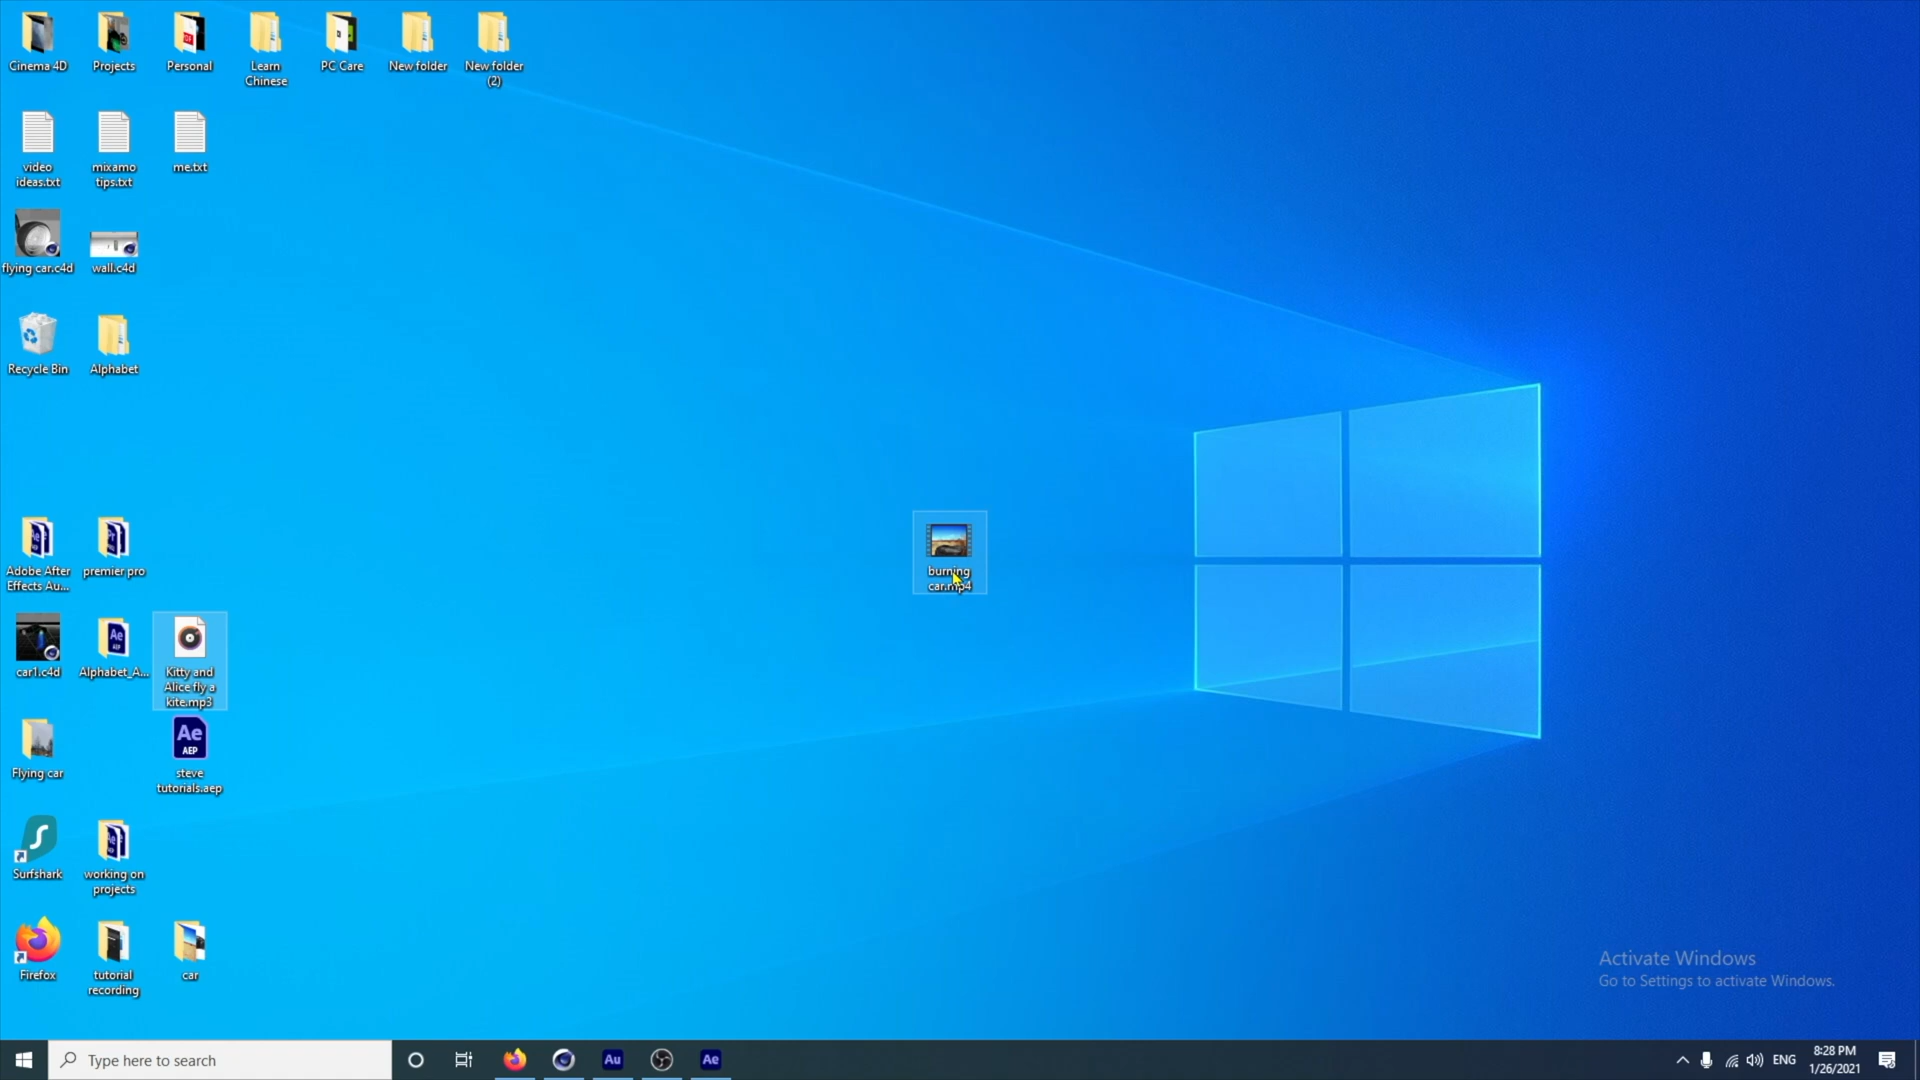 Cinema 4D
Projects
Personal
Learn
Chinese
PC Care
New folder
New folder
(2)
video
ideas.txt
mixamo
tips.txt
me.txt
flying car.c4d
wall.c4d
Recycle Bin
Alphabet
Adobe After
Effects Au...
premier pro
burning
car.mp4
car1.c4d
Alphabet_A...
Kitty and
Alice fly a
kite.mp3
Flying car
Ae
AEP
steve
tutorials.aep
Surfshark
working on
projects
Firefox
tutorial
recording
car
Activate Windows
Go to Settings to activate Windows.
Type here to search
Au
Ae
ENG
8:28 PM
1/26/2021